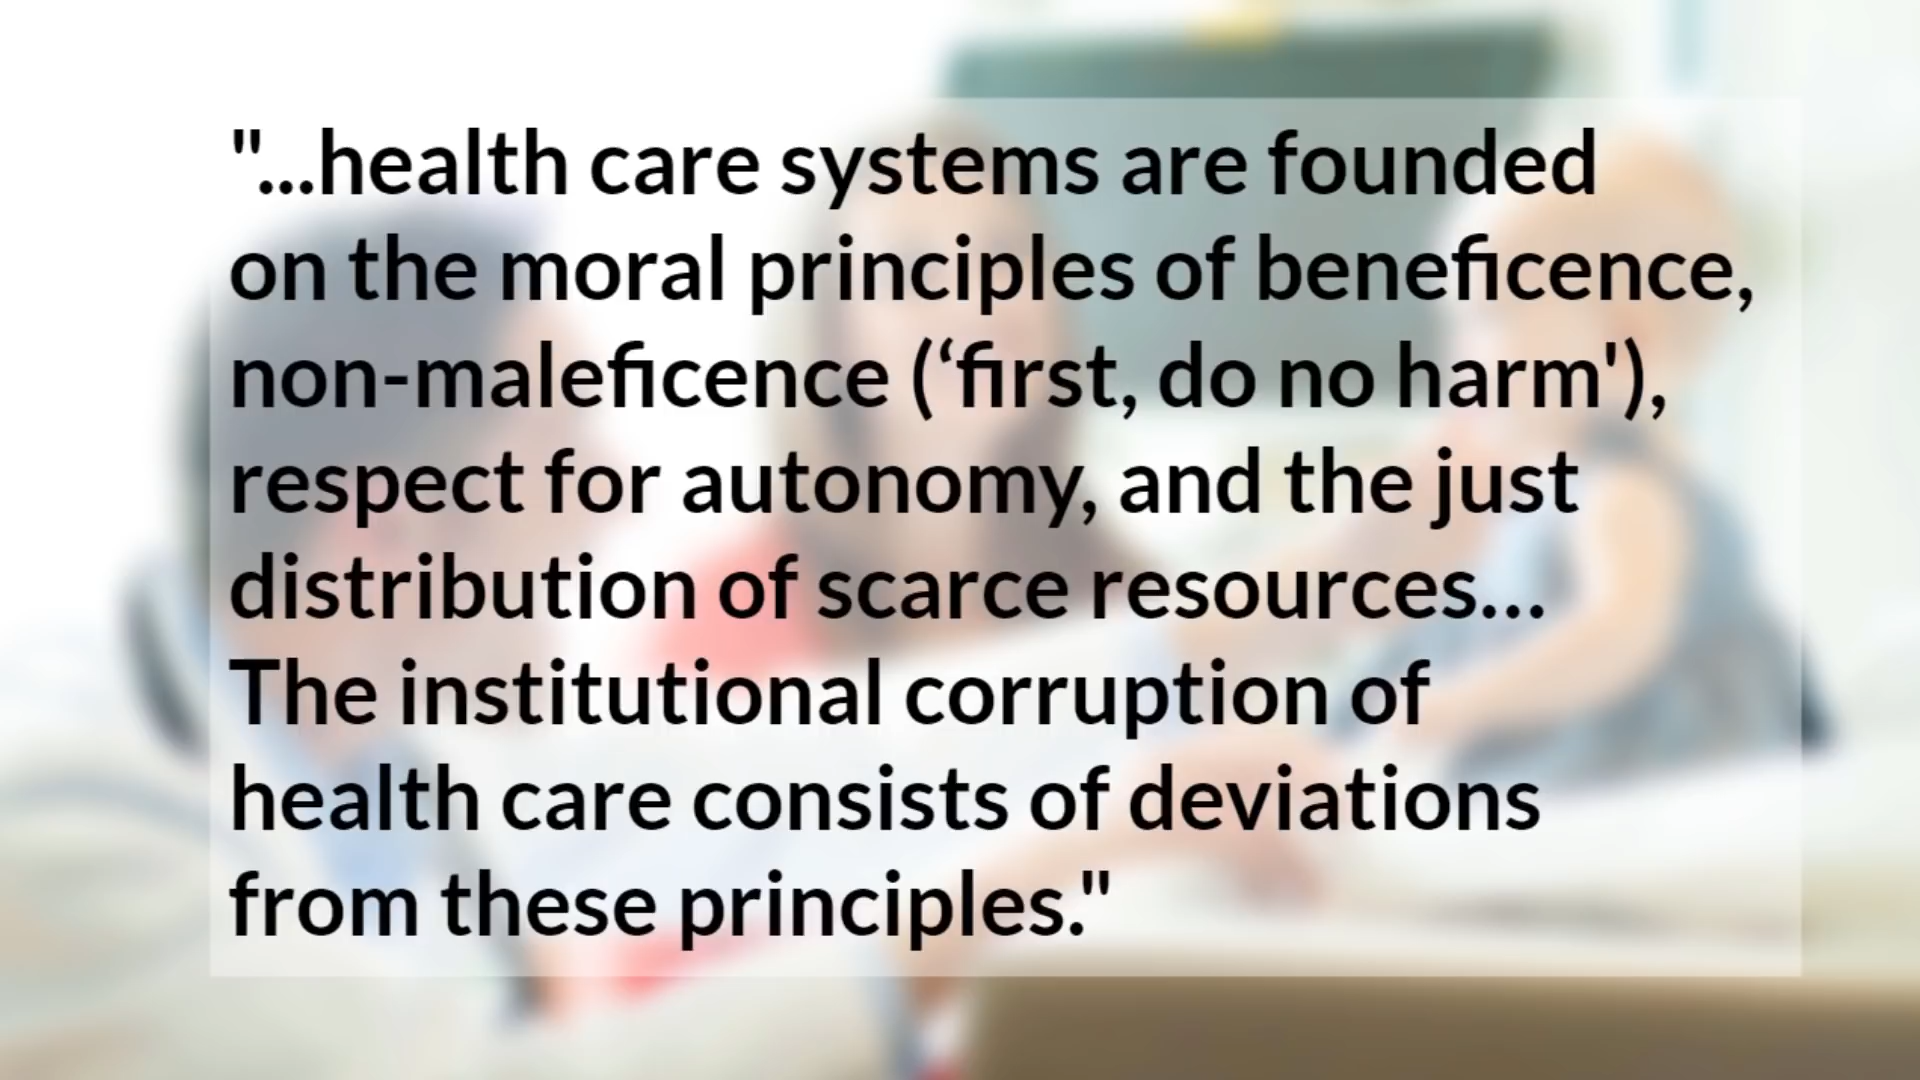 "...health care systems are founded
on the moral principles of beneficence,
non-maleficence (‘first, do no harm'),
respect for autonomy, and the just
distribution of scarce resources...
The institutional corruption of
health care consists of deviations
from these principles."